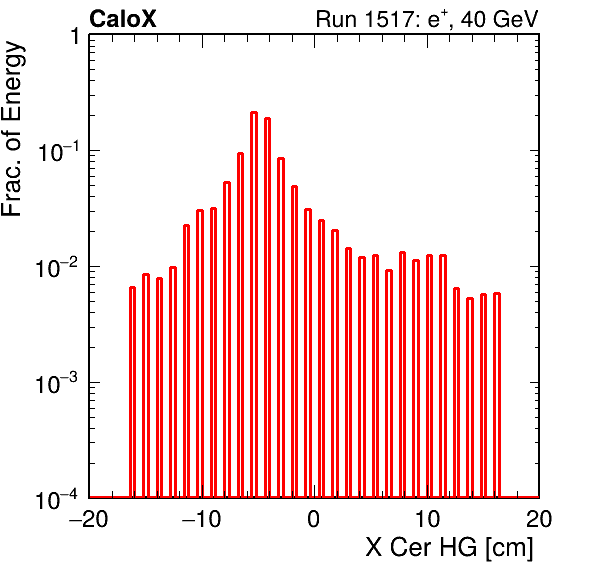 CaloX Run 1517: e⁺, 40 GeV
Frac. of Energy
1
10⁻¹
10⁻²
10⁻³
10⁻⁴
−20 −10 0 10 20
X Cer HG [cm]